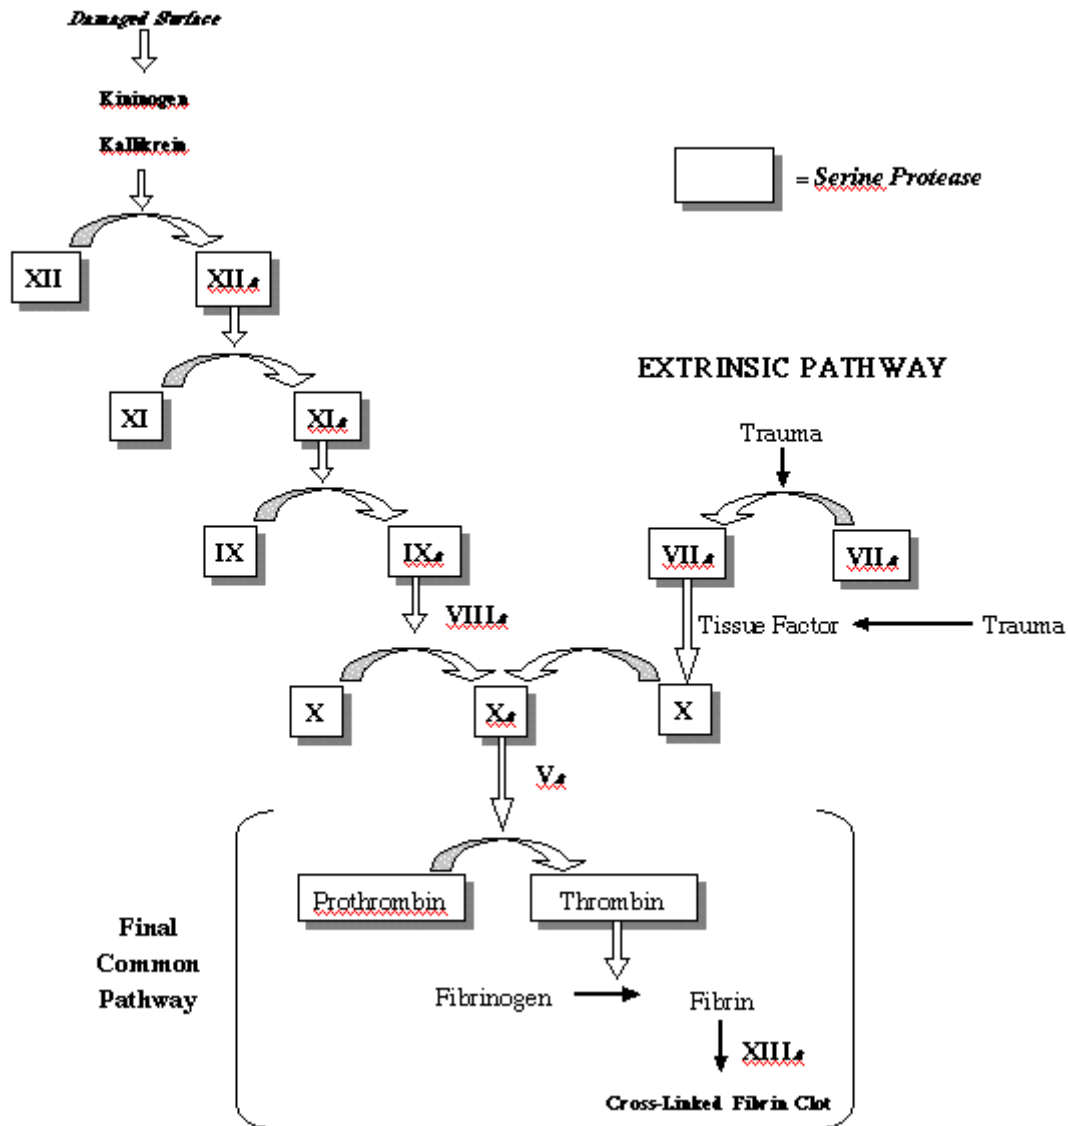 Damaged Surface
Kininogen
Kallikrein
= Serine Protease
XII
XIIa
EXTRINSIC PATHWAY
XI
XIa
Trauma
IX
IXa
VIIa
VIIa
VIIIa
Tissue Factor
Trauma
X
Xa
X
Va
Prothrombin
Thrombin
Final
Common
Pathway
Fibrinogen
Fibrin
XIIIa
Cross-Linked Fibrin Clot